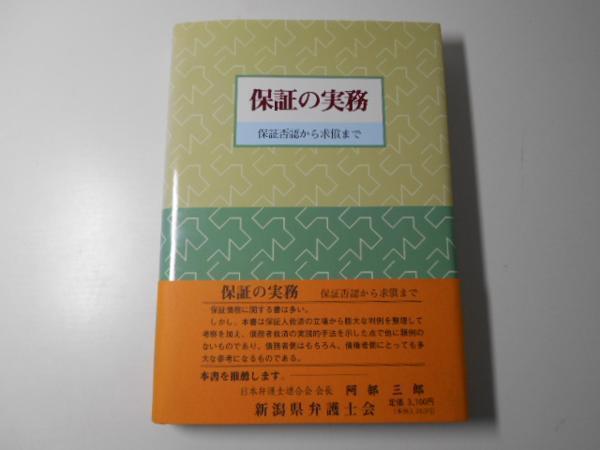 保証の実務
保証否認から求償まで
保証の実務 保証否認から求償まで
保証債務に関する書は多い。
しかし、本書は保証人救済の立場から膨大な判例を整理して
考察を加え、債務者救済の実践的手法を示した点で他に類例の
ないものであり、債務者側はもちろん、債権者側にとっても多
大な参考になるものである。
本書を推薦します。
日本弁護士連合会 会長 阿部三郎
新潟県弁護士会
定価 3,100円